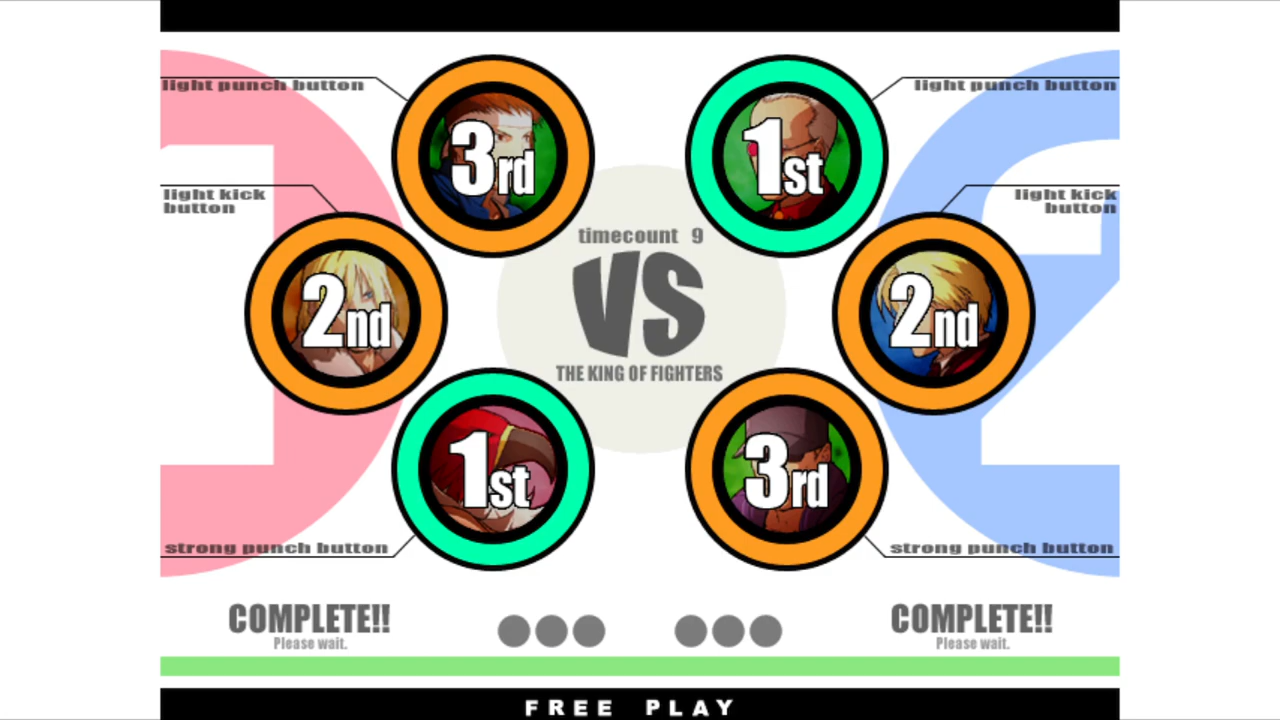 light punch button
light punch button
3rd
1st
light kick
button
light kick
button
timecount 9
VS
THE KING OF FIGHTERS
2nd
2nd
1
2
1st
3rd
strong punch button
strong punch button
COMPLETE!!
Please wait.
COMPLETE!!
Please wait.
FREE PLAY